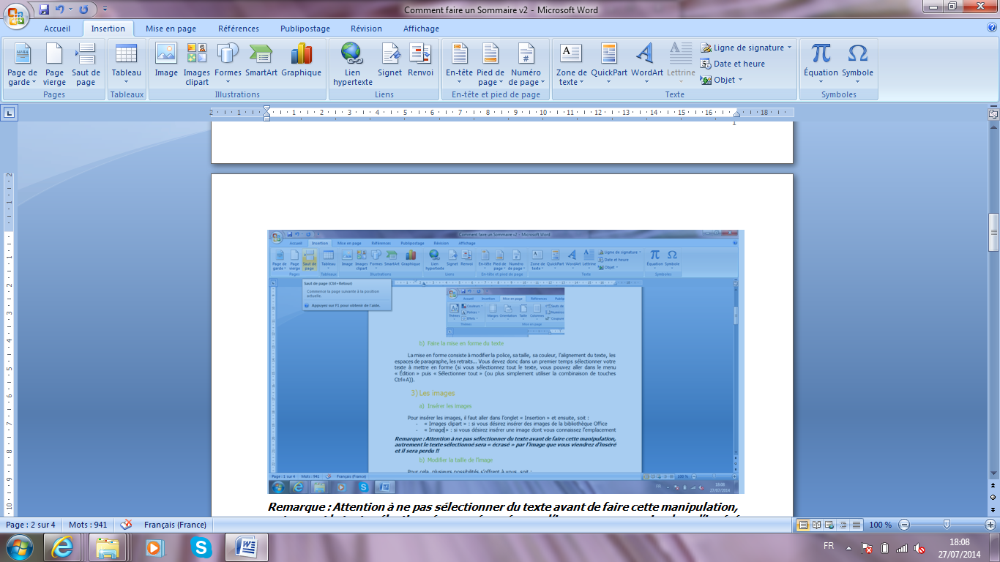 Comment faire un Sommaire v2 - Microsoft Word
Accueil Insertion Mise en page Références Publipostage Révision Affichage
Page de garde Page vierge Saut de page Tableau Image Images clipart Formes SmartArt Graphique Lien hypertexte Signet Renvoi En-tête Pied de page Numéro de page Zone de texte QuickPart WordArt Lettrine Ligne de signature Équation Symbole
Date et heure
Objet
Pages Tableaux Illustrations Liens En-tête et pied de page Texte Symboles
2 1 1 2 3 4 5 6 7 8 9 10 11 12 13 14 15 16 18
Comment faire un Sommaire v2 - Microsoft Word
Accueil Insertion Mise en page Références Publipostage Révision Affichage
Page de garde Page vierge Saut de page Tableau Image Images clipart Formes SmartArt Graphique Lien hypertexte Signet Renvoi En-tête Pied de page Numéro de page Zone de texte QuickPart WordArt Lettrine Ligne de signature Équation Symbole
Date et heure
Objet
Pages Tableaux Illustrations Liens En-tête et pied de page Texte Symboles
Saut de page (Ctrl+Retour)
Commence la page suivante à la position
actuelle.
Appuyez sur F1 pour obtenir de l'aide.
Accueil Insertion Mise en page Références
Thèmes Couleurs Polices Effets Marges Orientation Taille Colonnes
Thèmes Mise en page
b) Faire la mise en forme du texte
La mise en forme consiste à modifier la police, sa taille, sa couleur, l'alignement du texte, les
espaces de paragraphe, les retraits... Vous devez donc dans un premier temps sélectionner votre
texte à mettre en forme (si vous sélectionnez tout le texte, vous pouvez aller dans le menu
« Édition » puis « Sélectionner tout » (ou plus simplement utiliser la combinaison de touches
Ctrl+A)).
3) Les images
a) Insérer les images
Pour insérer les images, il faut aller dans l'onglet « Insertion » et ensuite, soit :
- « Images clipart » : si vous désirez insérer des images de la bibliothèque Office
- « Image » : si vous désirez insérer une image dont vous connaissez l'emplacement
Remarque : Attention à ne pas sélectionner du texte avant de faire cette manipulation,
autrement le texte sélectionné sera « écrasé » par l'image que vous viendrez d'inséré
et il sera perdu !!
b) Modifier la taille de l'image
Pour cela, plusieurs possibilités s'offrent à vous, soit :
Page : 1 sur 4 Mots : 941 Français (France) 100 %
FR 18:08
27/07/2014
Remarque : Attention à ne pas sélectionner du texte avant de faire cette manipulation,
Page : 2 sur 4 Mots : 941 Français (France) 100 %
FR 18:08
27/07/2014